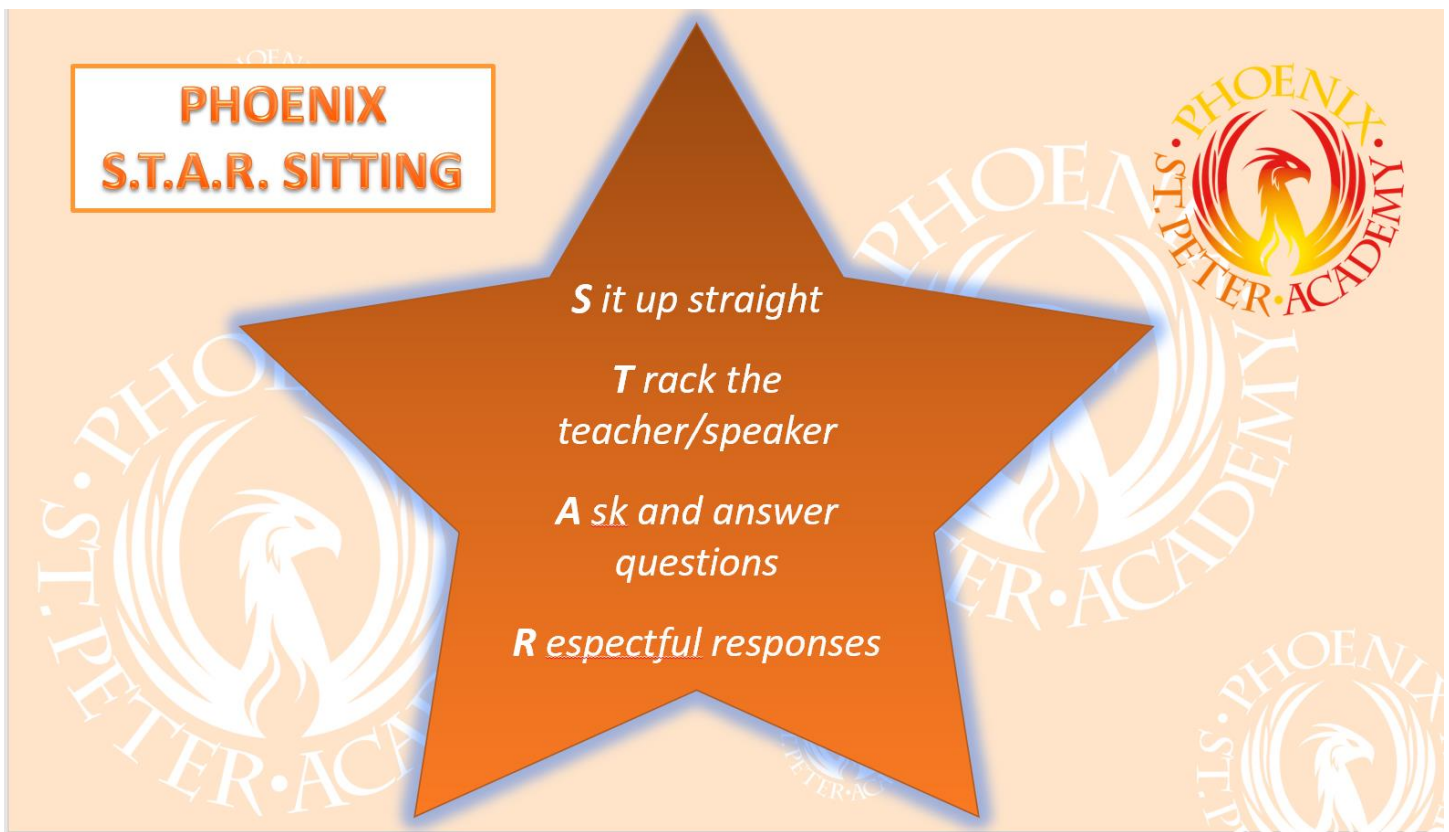 PHOENIX
S.T.A.R. SITTING
PHOENIX
ST. PETER • ACADEMY
S it up straight
T rack the
teacher/speaker
A sk and answer
questions
R espectful responses